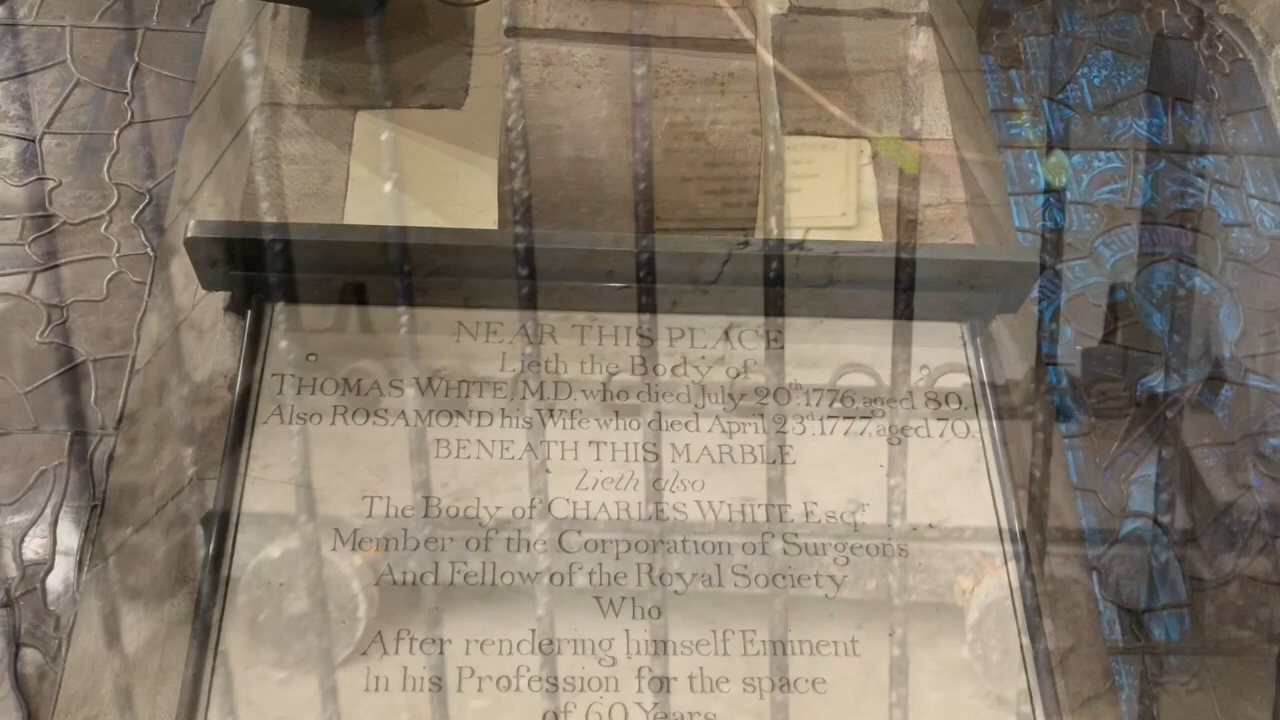 NEAR THIS PLACE
Lieth the Body of
THOMAS WHITE, M.D. who died July 20th: 1776, aged 80.
Also ROSAMOND his Wife who died April 23d: 1777, aged 70.
BENEATH THIS MARBLE
Lieth also
The Body of CHARLES WHITE Esqr.
Member of the Corporation of Surgeons
And Fellow of the Royal Society
Who
After rendering himself Eminent
In his Profession for the space
of 60 Years